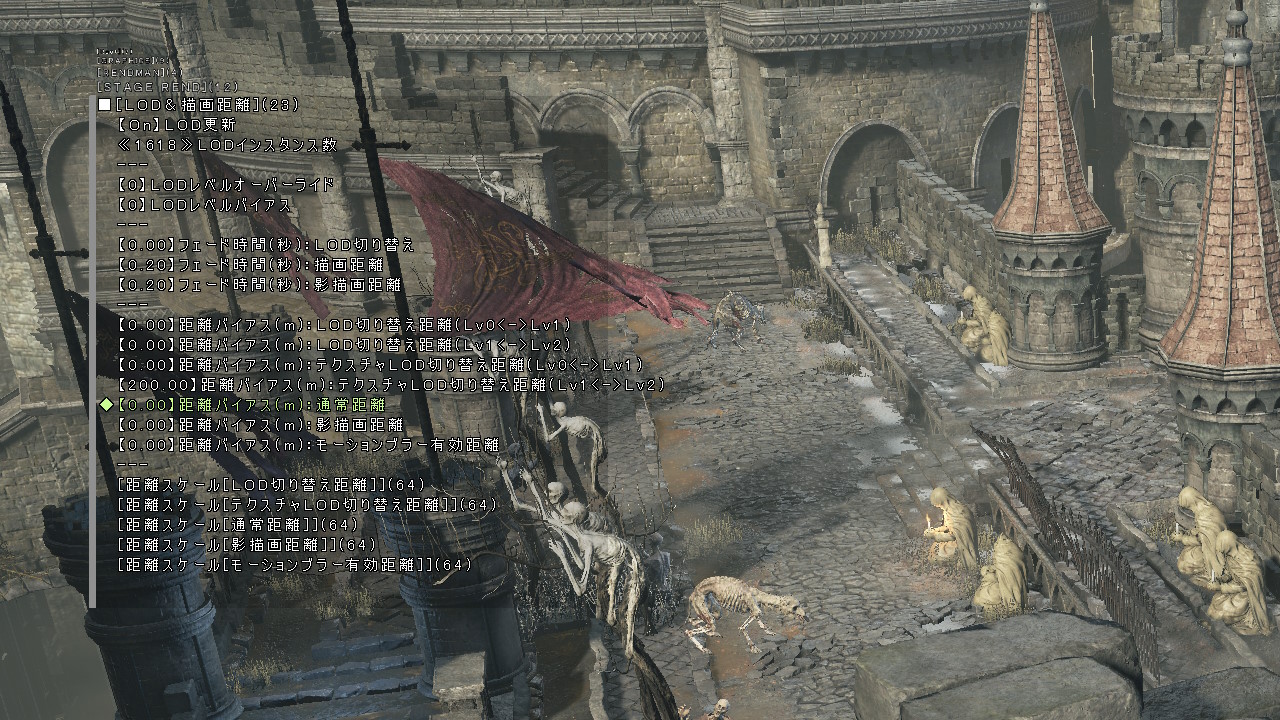 [GRAPHICS](9)
[RENDMAN](4)
[STAGE REND](12)
■[LOD&描画距離](23)
【On】LOD更新
≪1618≫LODインスタンス数
---
【0】LODレベルオーバーライド
【0】LODレベルバイアス
---
【0.00】フェード時間(秒):LOD切り替え
【0.20】フェード時間(秒):描画距離
【0.20】フェード時間(秒):影描画距離
---
【0.00】距離バイアス(m):LOD切り替え距離(Lv0<->Lv1)
【0.00】距離バイアス(m):LOD切り替え距離(Lv1<->Lv2)
【0.00】距離バイアス(m):テクスチャLOD切り替え距離(Lv0<->Lv1)
【200.00】距離バイアス(m):テクスチャLOD切り替え距離(Lv1<->Lv2)
◆【0.00】距離バイアス(m):通常距離
【0.00】距離バイアス(m):影描画距離
【0.00】距離バイアス(m):モーションブラー有効距離
---
[距離スケール[LOD切り替え距離]](64)
[距離スケール[テクスチャLOD切り替え距離]](64)
[距離スケール[通常距離]](64)
[距離スケール[影描画距離]](64)
[距離スケール[モーションブラー有効距離]](64)